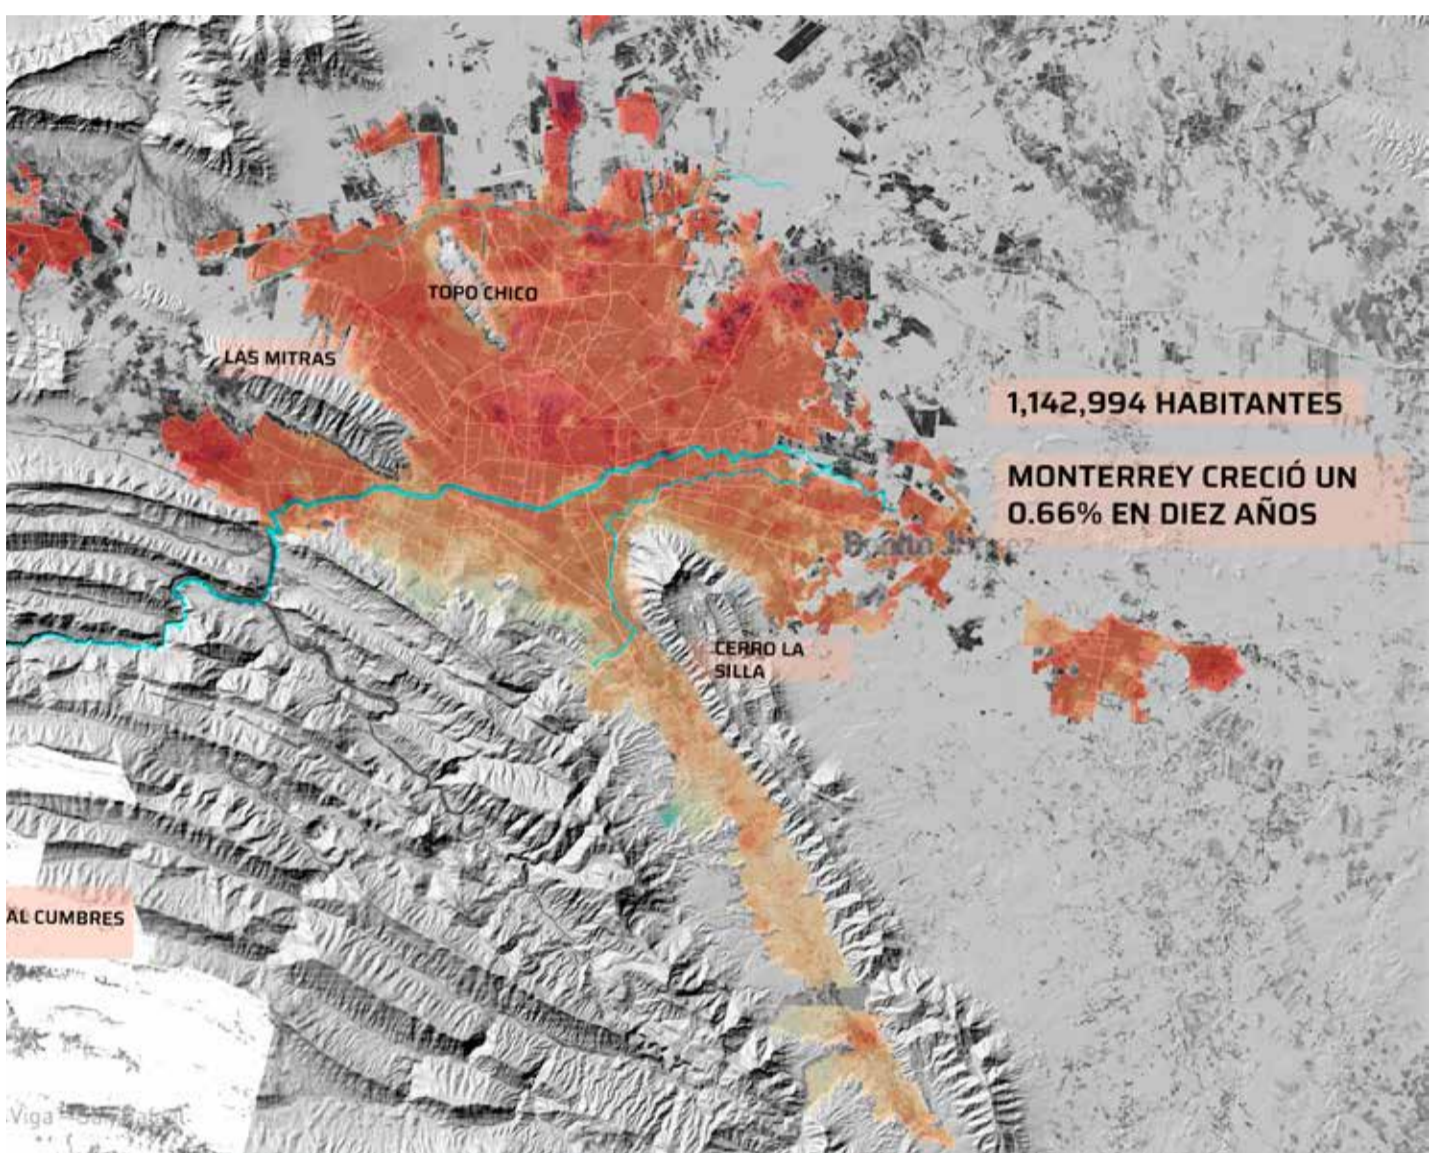 TOPO CHICO
LAS MITRAS
1,142,994 HABITANTES
MONTERREY CRECIÓ UN
0.66% EN DIEZ AÑOS
CERRO LA
SILLA
AL CUMBRES
Viga